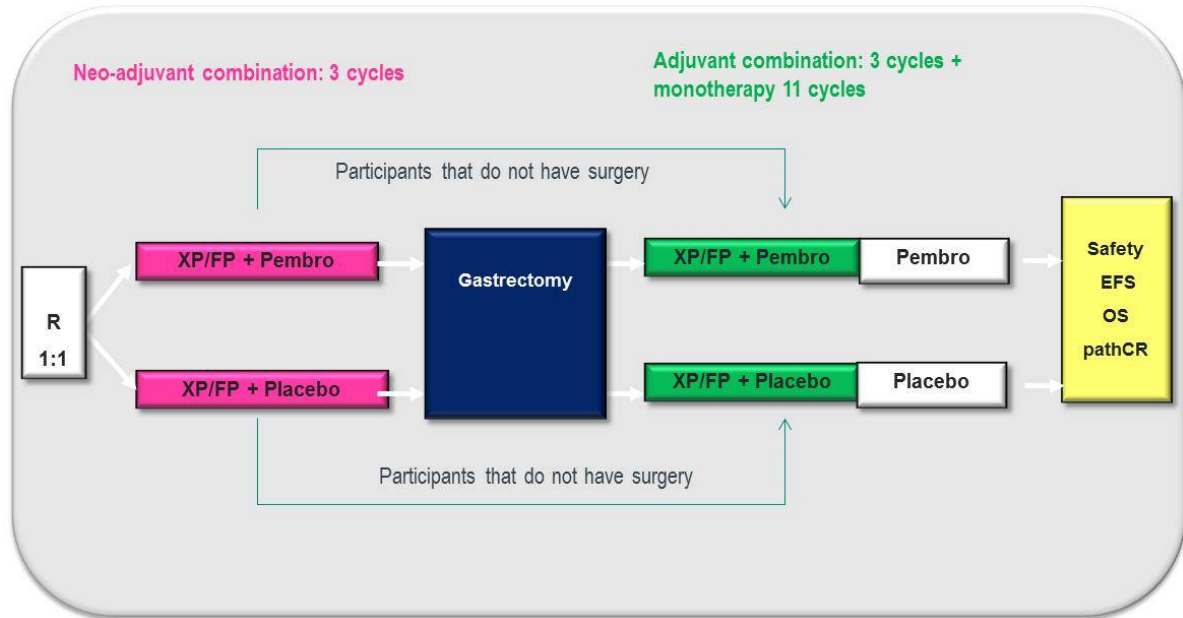 Neo-adjuvant combination: 3 cycles
Adjuvant combination: 3 cycles +
monotherapy 11 cycles
Participants that do not have surgery
R
1:1
XP/FP + Pembro
XP/FP + Placebo
Gastrectomy
XP/FP + Pembro
Pembro
XP/FP + Placebo
Placebo
Safety
EFS
OS
pathCR
Participants that do not have surgery